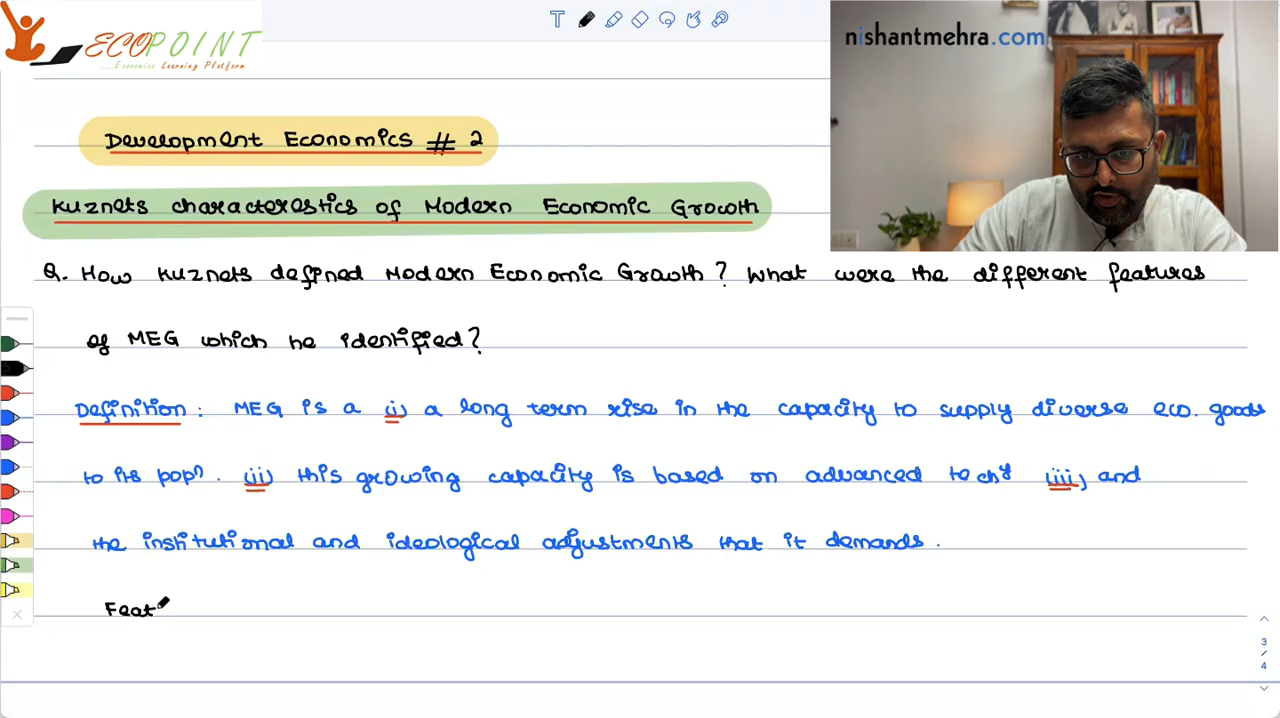 ECOPOINT
.....Economics Learning Platform
nishantmehra.com
Development Economics # 2
Kuznets characterestics of Modern Economic Growth
Q. How Kuznets defined Modern Economic Growth? What were the different features
of MEG which he identified?
Definition: MEG is a (i) a long term rise in the capacity to supply diverse eco. goods
to its popn. (ii) this growing capacity is based on advanced techy (iii) and
the institutional and ideological adjustments that it demands.
Feat
3
/
4